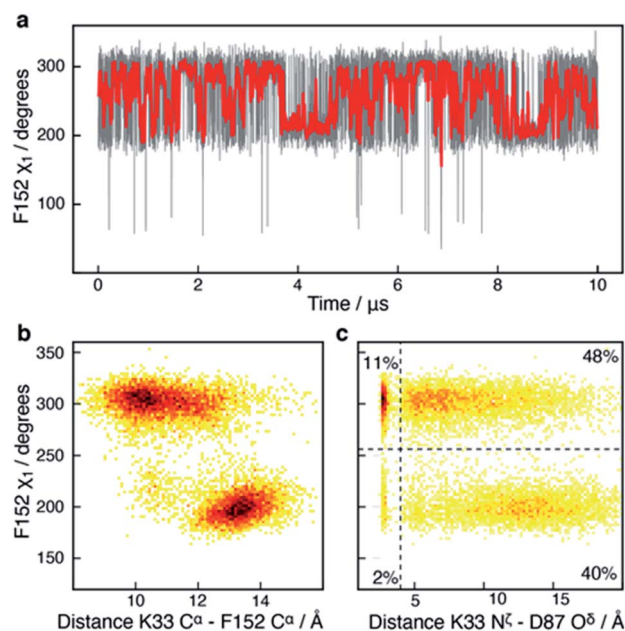 a
F152 χ1 / degrees
300
200
100
0 2 4 6 8 10
Time / μs
b
c
F152 χ1 / degrees
350
300
250
200
150
11%
48%
2%
40%
10 12 14
5 10 15
Distance K33 Cα - F152 Cα / Å
Distance K33 Nζ - D87 Oδ / Å